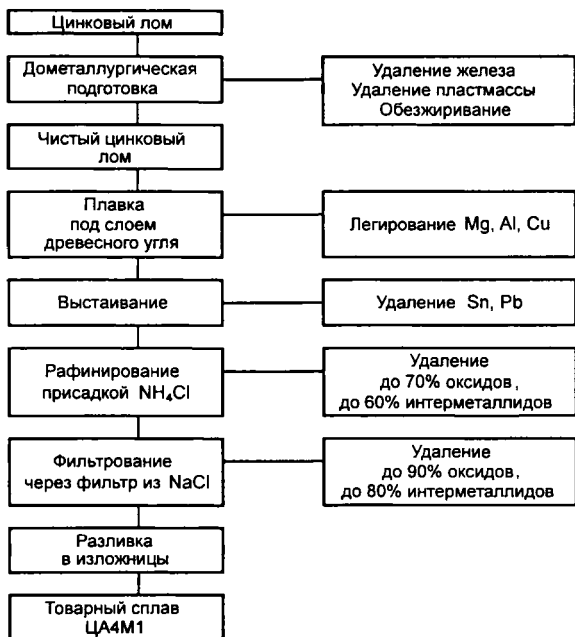 Цинковый лом
Дометаллургическая
подготовка
Удаление железа
Удаление пластмассы
Обезжиривание
Чистый цинковый
лом
Плавка
под слоем
древесного угля
Легирование Mg, Al, Cu
Выстаивание
Удаление Sn, Pb
Рафинирование
присадкой NH₄Cl
Удаление
до 70% оксидов,
до 60% интерметаллидов
Фильтрование
через фильтр из NaCl
Удаление
до 90% оксидов,
до 80% интерметаллидов
Разливка
в изложницы
Товарный сплав
ЦА4М1